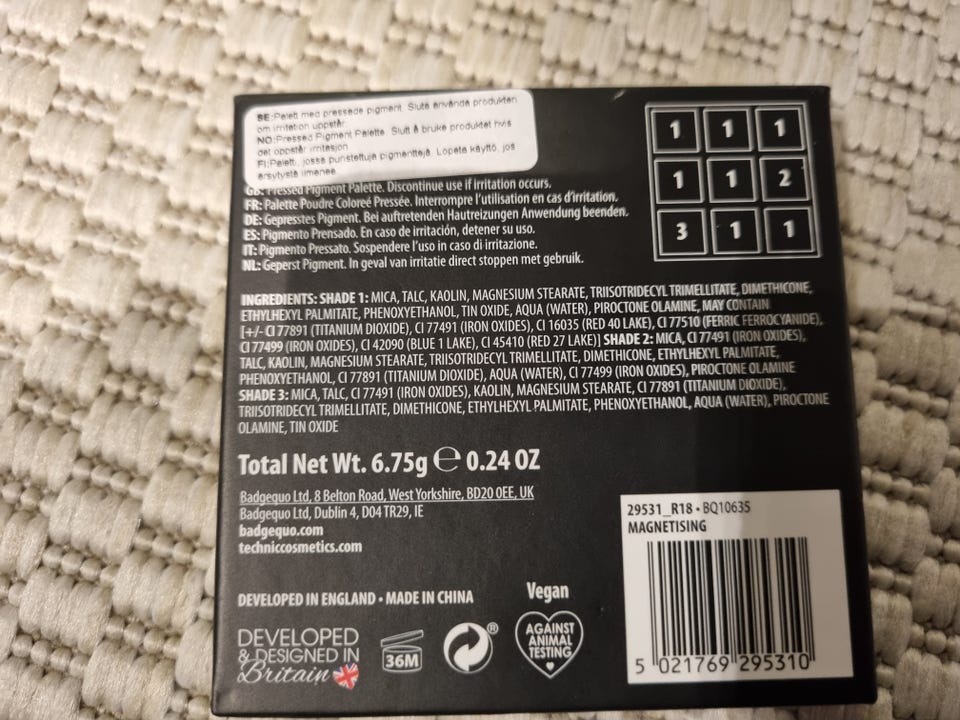 SE:Palett med pressade pigment. Sluta använda produkten
om irritation uppstår.
NO:Pressed Pigment Palette. Slutt å bruke produktet hvis
det oppstår irritasjon
FI:Paletti, jossa puristettuja pigmenttejä. Lopeta käyttö, jos
ärsytystä ilmenee.
GB: Pressed Pigment Palette. Discontinue use if irritation occurs.
FR: Palette Poudre Coloreé Pressée. Interrompre l'utilisation en cas d'irritation.
DE: Gepresstes Pigment. Bei auftretenden Hautreizungen Anwendung beenden.
ES: Pigmento Prensado. En caso de irritación, detener su uso.
IT: Pigmento Pressato. Sospendere l'uso in caso di irritazione.
NL: Geperst Pigment. In geval van irritatie direct stoppen met gebruik.
1 1 1
1 1 2
3 1 1
INGREDIENTS: SHADE 1: MICA, TALC, KAOLIN, MAGNESIUM STEARATE, TRIISOTRIDECYL TRIMELLITATE, DIMETHICONE,
ETHYLHEXYL PALMITATE, PHENOXYETHANOL, TIN OXIDE, AQUA (WATER), PIROCTONE OLAMINE, MAY CONTAIN
[+/- CI 77891 (TITANIUM DIOXIDE), CI 77491 (IRON OXIDES), CI 16035 (RED 40 LAKE), CI 77510 (FERRIC FERROCYANIDE),
CI 77499 (IRON OXIDES), CI 42090 (BLUE 1 LAKE), CI 45410 (RED 27 LAKE)] SHADE 2: MICA, CI 77491 (IRON OXIDES),
TALC, KAOLIN, MAGNESIUM STEARATE, TRIISOTRIDECYL TRIMELLITATE, DIMETHICONE, ETHYLHEXYL PALMITATE,
PHENOXYETHANOL, CI 77891 (TITANIUM DIOXIDE), AQUA (WATER), CI 77499 (IRON OXIDES), PIROCTONE OLAMINE
SHADE 3: MICA, TALC, CI 77491 (IRON OXIDES), KAOLIN, MAGNESIUM STEARATE, CI 77891 (TITANIUM DIOXIDE),
TRIISOTRIDECYL TRIMELLITATE, DIMETHICONE, ETHYLHEXYL PALMITATE, PHENOXYETHANOL, AQUA (WATER), PIROCTONE
OLAMINE, TIN OXIDE
Total Net Wt. 6.75g ℮ 0.24 OZ
Badgequo Ltd, 8 Belton Road, West Yorkshire, BD20 0EE, UK
Badgequo Ltd, Dublin 4, D04 TR29, IE
badgequo.com
techniccosmetics.com
29531_R18 • BQ10635
MAGNETISING
5 021769 295310
DEVELOPED IN ENGLAND • MADE IN CHINA
DEVELOPED
& DESIGNED IN
Britain
36M
®
Vegan
AGAINST
ANIMAL
TESTING